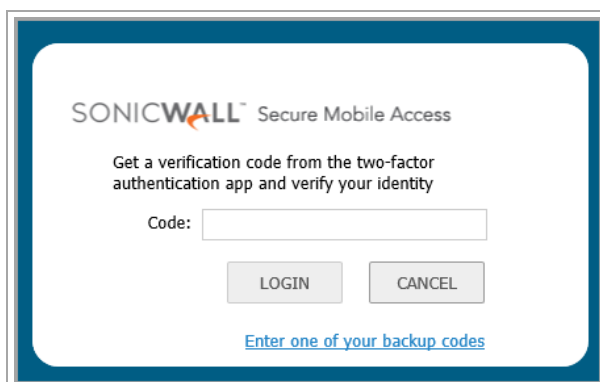 SONICWALL™ Secure Mobile Access
Get a verification code from the two-factor
authentication app and verify your identity
Code:
LOGIN CANCEL
Enter one of your backup codes